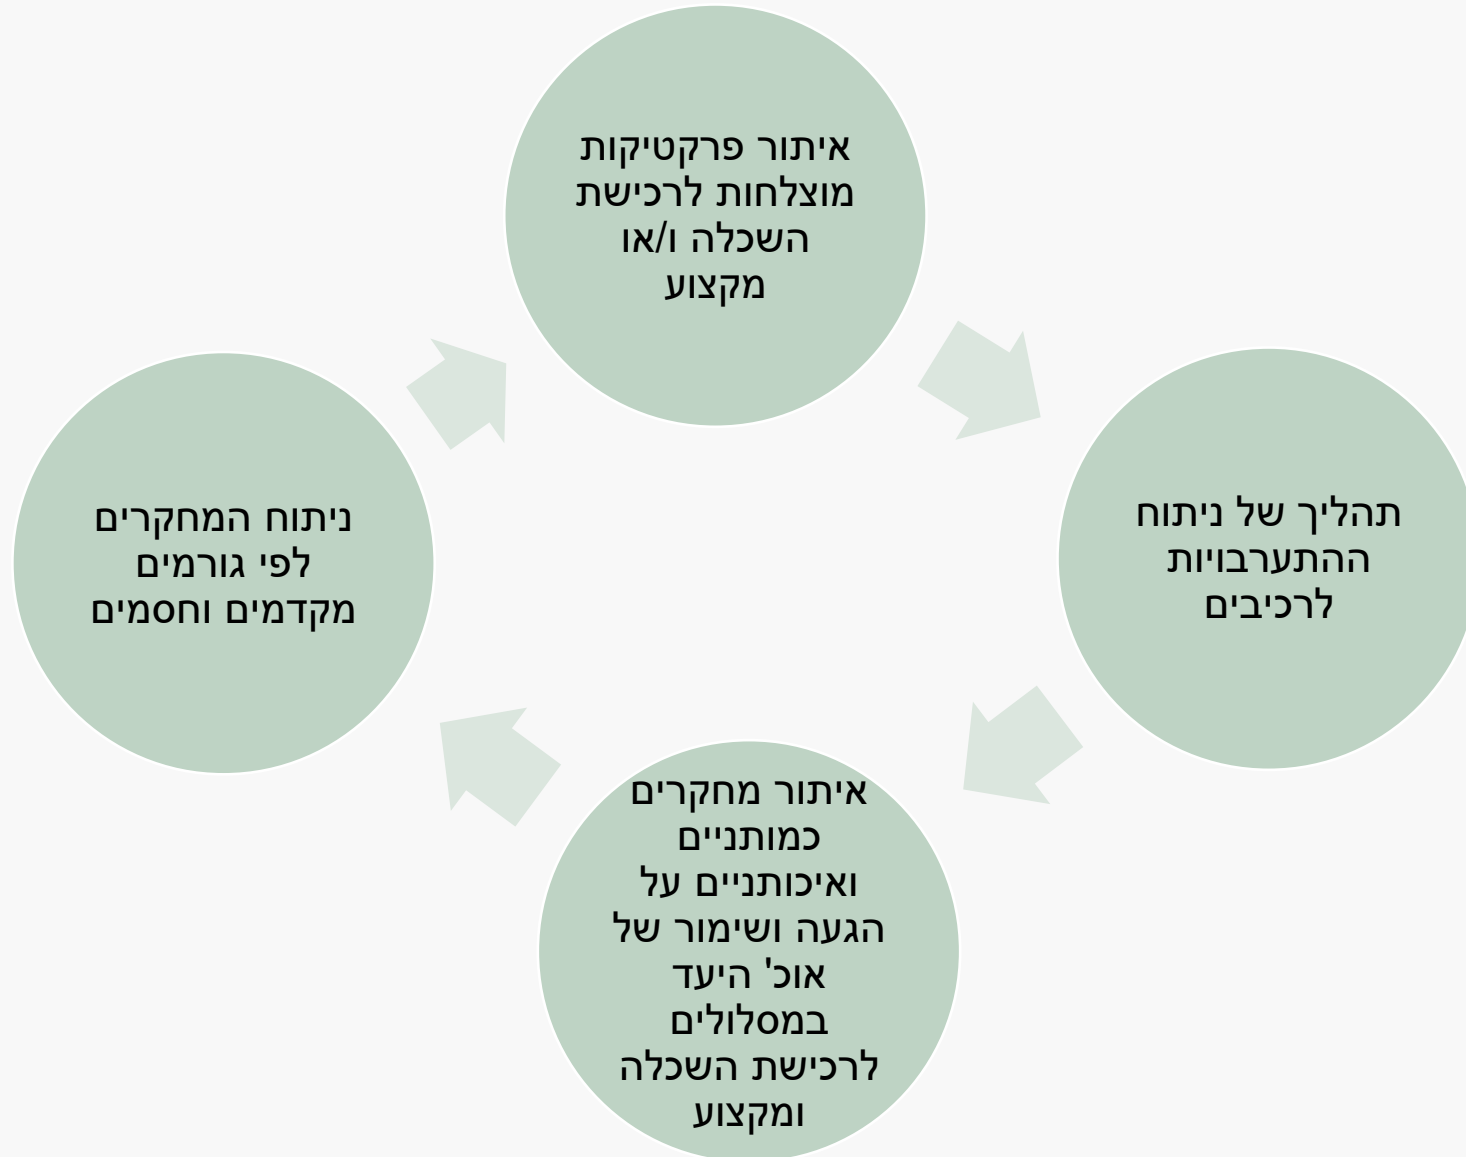 איתור פרקטיקות
מוצלחות לרכישת
השכלה ו/או
מקצוע
תהליך של ניתוח
ההתערבויות
לרכיבים
איתור מחקרים
כמותניים
ואיכותניים על
הגעה ושימור של
אוכ' היעד
במסלולים
לרכישת השכלה
ומקצוע
ניתוח המחקרים
לפי גורמים
מקדמים וחסמים